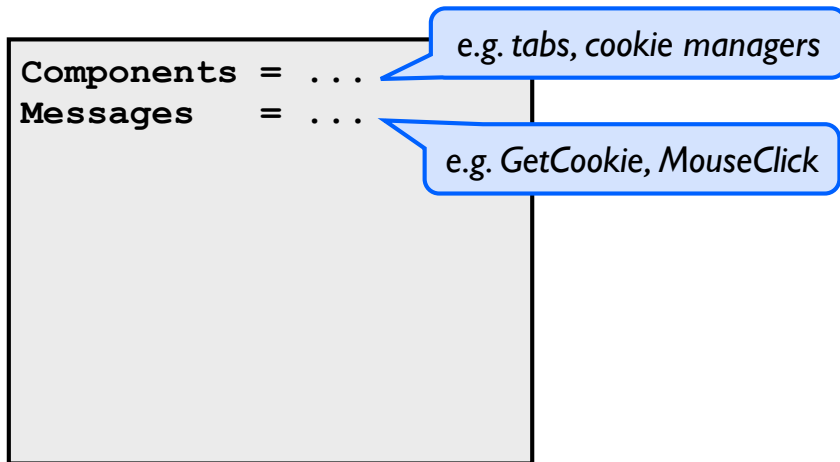 e.g. tabs, cookie managers
Components = ...
Messages   = ...
e.g. GetCookie, MouseClick